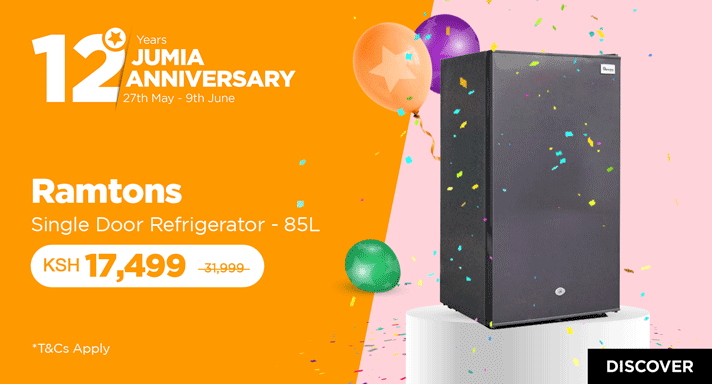 12 Years
JUMIA
ANNIVERSARY
27th May - 9th June
Ramtons
Single Door Refrigerator - 85L
KSH 17,499 31,999
*T&Cs Apply
DISCOVER